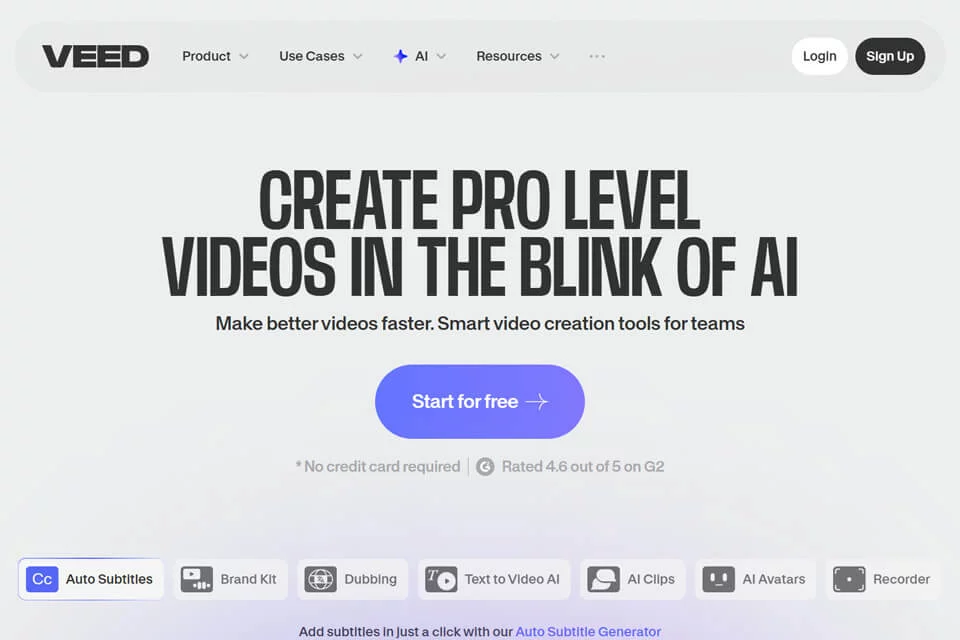 VEED
Product
Use Cases
AI
Resources
...
Login
Sign Up
CREATE PRO LEVEL
VIDEOS IN THE BLINK OF AI
Make better videos faster. Smart video creation tools for teams
Start for free →
* No credit card required | G Rated 4.6 out of 5 on G2
Cc Auto Subtitles
Brand Kit
Dubbing
T Text to Video AI
AI Clips
AI Avatars
Recorder
Add subtitles in just a click with our Auto Subtitle Generator